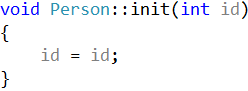 void Person::init(int id)
{
    id = id;
}